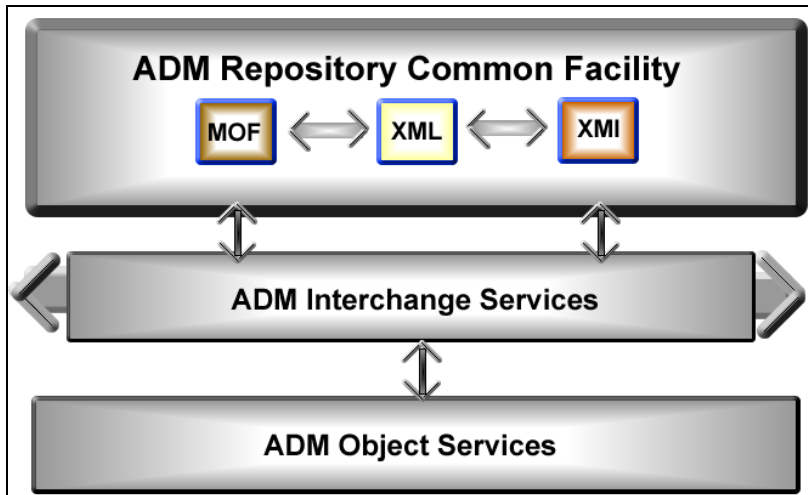 ADM Repository Common Facility
MOF XML XMI
ADM Interchange Services
ADM Object Services